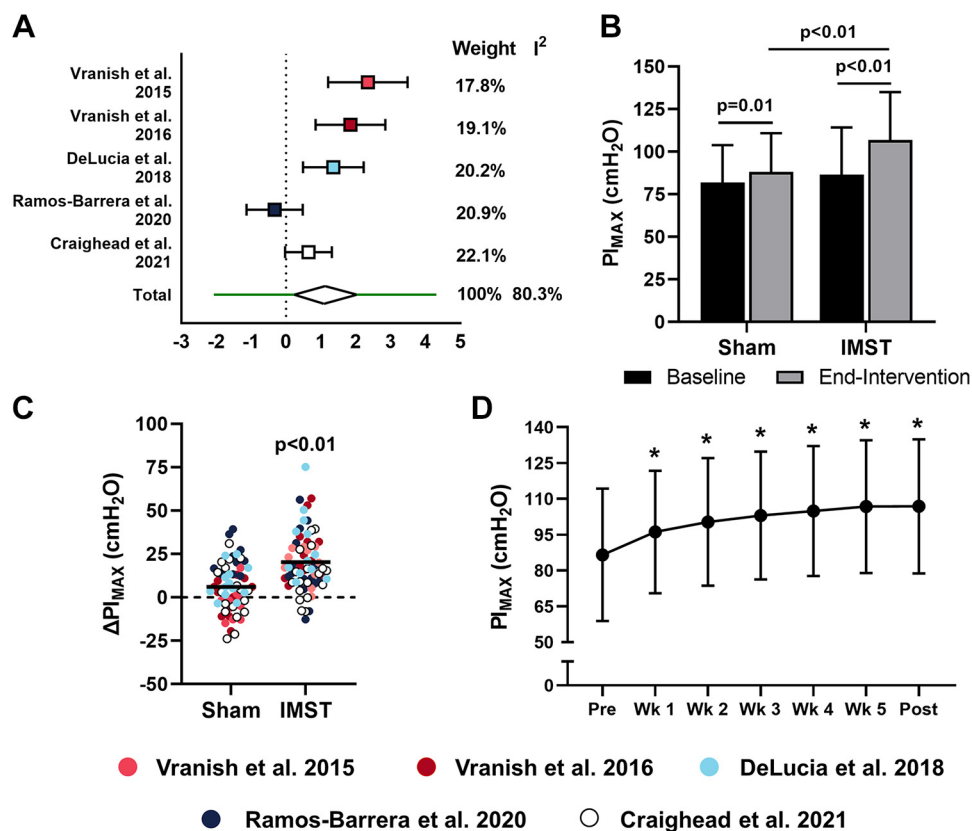 A
Weight I²
Vranish et al.
2015
17.8%
Vranish et al.
2016
19.1%
DeLucia et al.
2018
20.2%
Ramos-Barrera et al.
2020
20.9%
Craighead et al.
2021
22.1%
Total
100% 80.3%
-3 -2 -1 0 1 2 3 4 5
B
p<0.01
p<0.01
p=0.01
PI_MAX (cmH₂O)
150
125
100
75
50
25
0
Sham IMST
Baseline End-Intervention
C
p<0.01
ΔPI_MAX (cmH₂O)
100
75
50
25
0
-25
-50
Sham IMST
D
PI_MAX (cmH₂O)
140
125
110
95
80
65
50
0
* * * * * *
Pre Wk 1 Wk 2 Wk 3 Wk 4 Wk 5 Post
Vranish et al. 2015 Vranish et al. 2016 DeLucia et al. 2018
Ramos-Barrera et al. 2020 Craighead et al. 2021